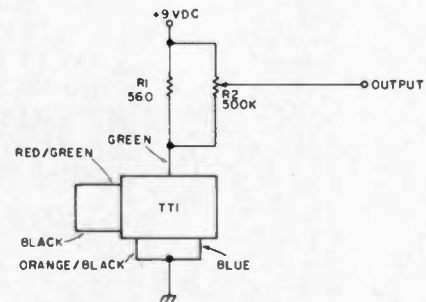 +9 VDC
R1
560
R2
500K
OUTPUT
GREEN
RED/GREEN
TT1
BLACK
ORANGE/BLACK
BLUE